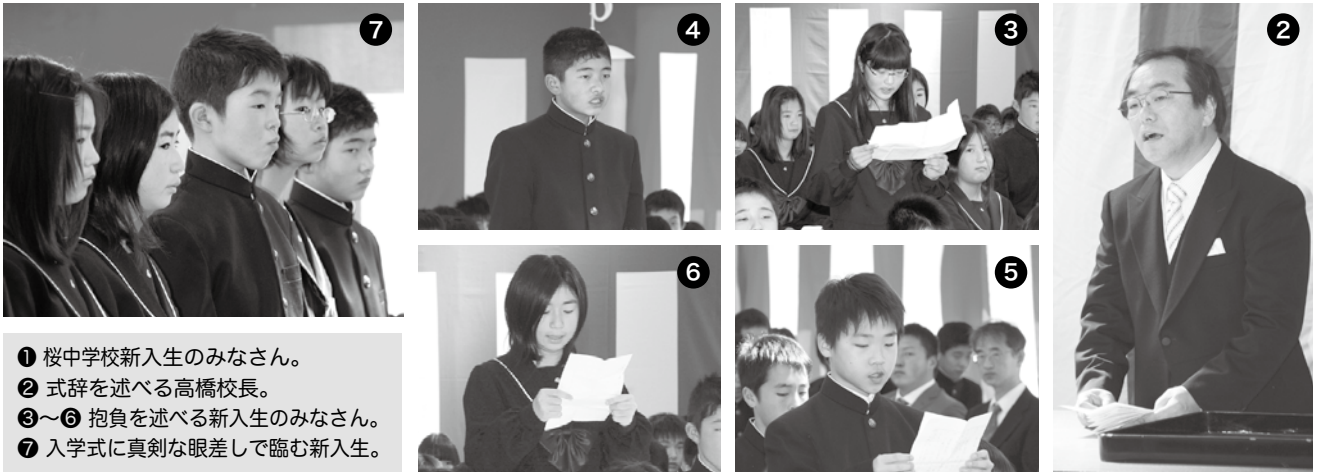 ❼
❹
❸
❷
❻
❺
❶ 桜中学校新入生のみなさん。
❷ 式辞を述べる高橋校長。
❸〜❻ 抱負を述べる新入生のみなさん。
❼ 入学式に真剣な眼差しで臨む新入生。